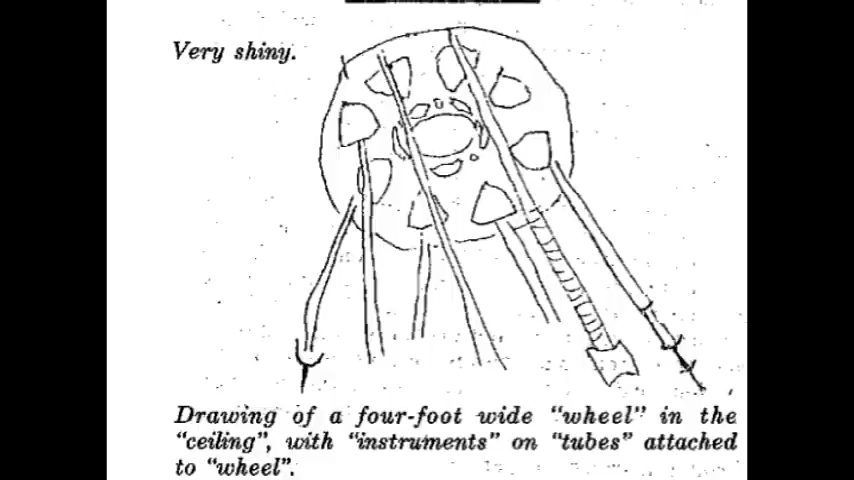 Very shiny.
Drawing of a four-foot wide "wheel" in the
"ceiling", with "instruments" on "tubes" attached
to "wheel".